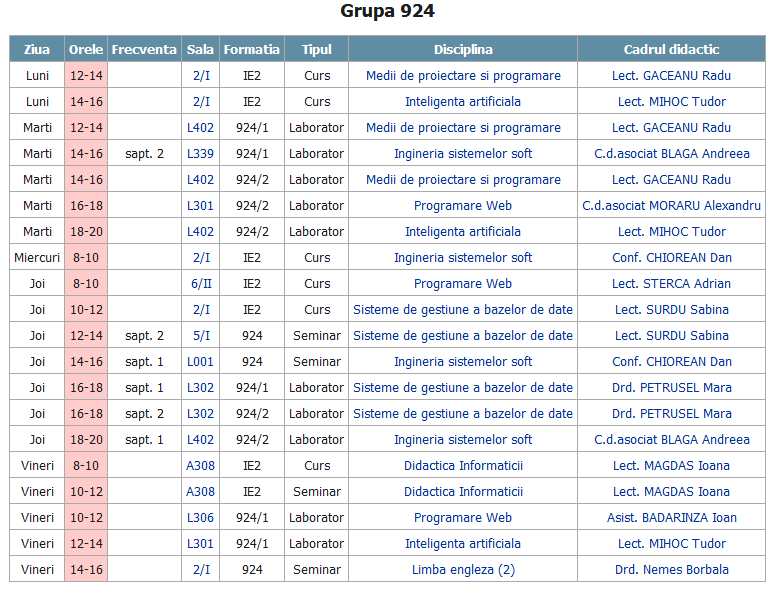 Grupa 924
Ziua Orele Frecventa Sala Formatia Tipul Disciplina Cadrul didactic
Luni 12-14 2/I IE2 Curs Medii de proiectare si programare Lect. GACEANU Radu
Luni 14-16 2/I IE2 Curs Inteligenta artificiala Lect. MIHOC Tudor
Marti 12-14 L402 924/1 Laborator Medii de proiectare si programare Lect. GACEANU Radu
Marti 14-16 sapt. 2 L339 924/1 Laborator Ingineria sistemelor soft C.d.asociat BLAGA Andreea
Marti 14-16 L402 924/2 Laborator Medii de proiectare si programare Lect. GACEANU Radu
Marti 16-18 L301 924/2 Laborator Programare Web C.d.asociat MORARU Alexandru
Marti 18-20 L402 924/2 Laborator Inteligenta artificiala Lect. MIHOC Tudor
Miercuri 8-10 2/I IE2 Curs Ingineria sistemelor soft Conf. CHIOREAN Dan
Joi 8-10 6/II IE2 Curs Programare Web Lect. STERCA Adrian
Joi 10-12 2/I IE2 Curs Sisteme de gestiune a bazelor de date Lect. SURDU Sabina
Joi 12-14 sapt. 2 5/I 924 Seminar Sisteme de gestiune a bazelor de date Lect. SURDU Sabina
Joi 14-16 sapt. 1 L001 924 Seminar Ingineria sistemelor soft Conf. CHIOREAN Dan
Joi 16-18 sapt. 1 L302 924/1 Laborator Sisteme de gestiune a bazelor de date Drd. PETRUSEL Mara
Joi 16-18 sapt. 2 L302 924/2 Laborator Sisteme de gestiune a bazelor de date Drd. PETRUSEL Mara
Joi 18-20 sapt. 1 L402 924/2 Laborator Ingineria sistemelor soft C.d.asociat BLAGA Andreea
Vineri 8-10 A308 IE2 Curs Didactica Informaticii Lect. MAGDAS Ioana
Vineri 10-12 A308 IE2 Seminar Didactica Informaticii Lect. MAGDAS Ioana
Vineri 10-12 L306 924/1 Laborator Programare Web Asist. BADARINZA Ioan
Vineri 12-14 L301 924/1 Laborator Inteligenta artificiala Lect. MIHOC Tudor
Vineri 14-16 2/I 924 Seminar Limba engleza (2) Drd. Nemes Borbala